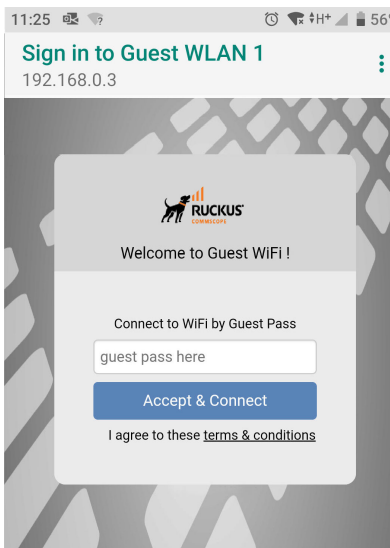 11:25 H+ 56%
Sign in to Guest WLAN 1
192.168.0.3
RUCKUS
COMMSCOPE
Welcome to Guest WiFi !
Connect to WiFi by Guest Pass
guest pass here
Accept & Connect
I agree to these terms & conditions